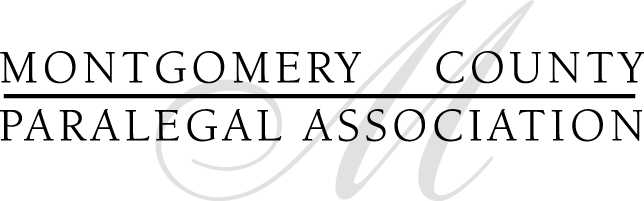 MONTGOMERY COUNTY
PARALEGAL ASSOCIATION
M